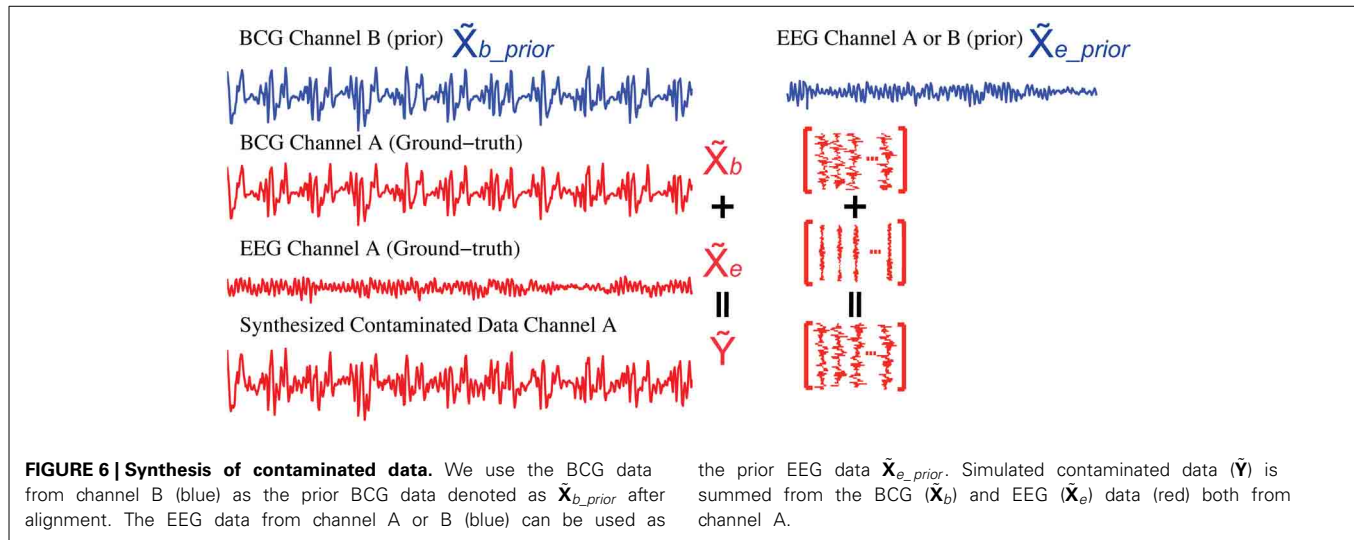 BCG Channel B (prior) X̃b_prior
EEG Channel A or B (prior) X̃e_prior
BCG Channel A (Ground−truth)
X̃b
+
+
EEG Channel A (Ground−truth)
X̃e
=
=
Synthesized Contaminated Data Channel A
Ỹ
FIGURE 6 | Synthesis of contaminated data. We use the BCG data
from channel B (blue) as the prior BCG data denoted as X̃b_prior after
alignment. The EEG data from channel A or B (blue) can be used as
the prior EEG data X̃e_prior. Simulated contaminated data (Ỹ) is
summed from the BCG (X̃b) and EEG (X̃e) data (red) both from
channel A.